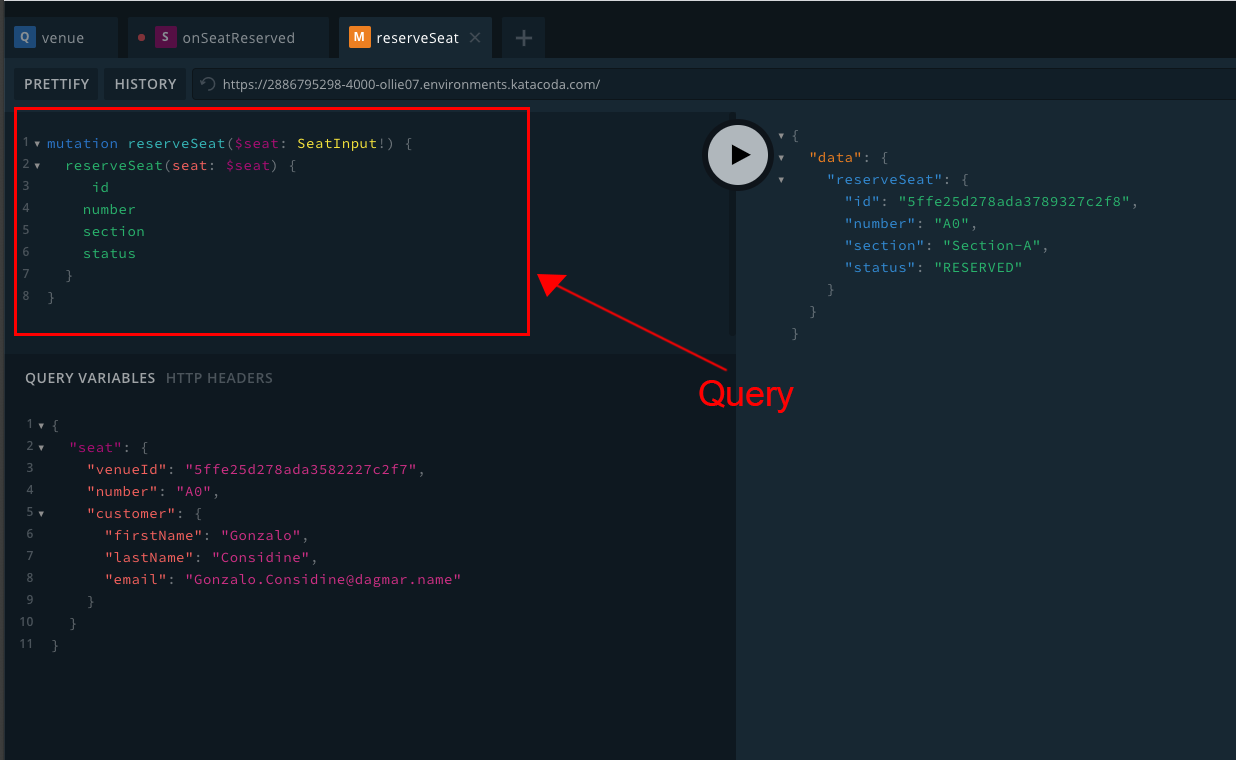 Q venue S onSeatReserved M reserveSeat × +
PRETTIFY HISTORY https://2886795298-4000-ollie07.environments.katacoda.com/
1 mutation reserveSeat($seat: SeatInput!) {
2 reserveSeat(seat: $seat) {
3 id
4 number
5 section
6 status
7 }
8 }
Query
QUERY VARIABLES HTTP HEADERS
1 {
2 "seat": {
3 "venueId": "5ffe25d278ada3582227c2f7",
4 "number": "A0",
5 "customer": {
6 "firstName": "Gonzalo",
7 "lastName": "Considine",
8 "email": "Gonzalo.Considine@dagmar.name"
9 }
10 }
11 }
{
"data": {
"reserveSeat": {
"id": "5ffe25d278ada3789327c2f8",
"number": "A0",
"section": "Section-A",
"status": "RESERVED"
}
}
}